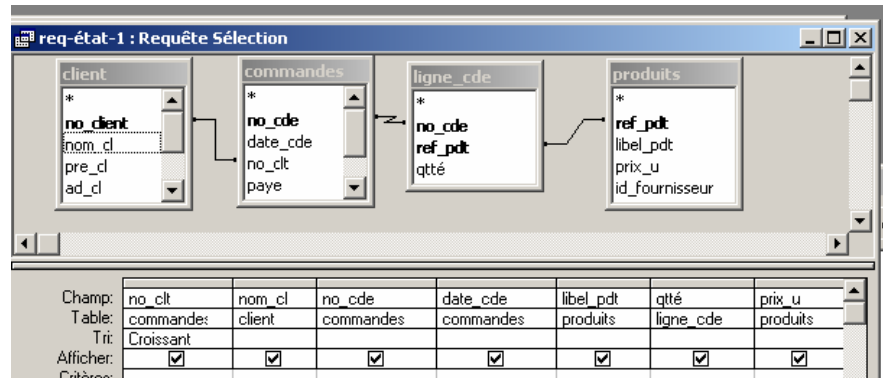 req-état-1 : Requête Sélection
client
*
no_client
nom_cl
pre_cl
ad_cl
commandes
*
no_cde
date_cde
no_clt
paye
ligne_cde
*
no_cde
ref_pdt
qtté
produits
*
ref_pdt
libel_pdt
prix_u
id_fournisseur
Champ: no_clt nom_cl no_cde date_cde libel_pdt qtté prix_u
Table: commandes client commandes commandes produits ligne_cde produits
Tri: Croissant
Afficher:
Critères: